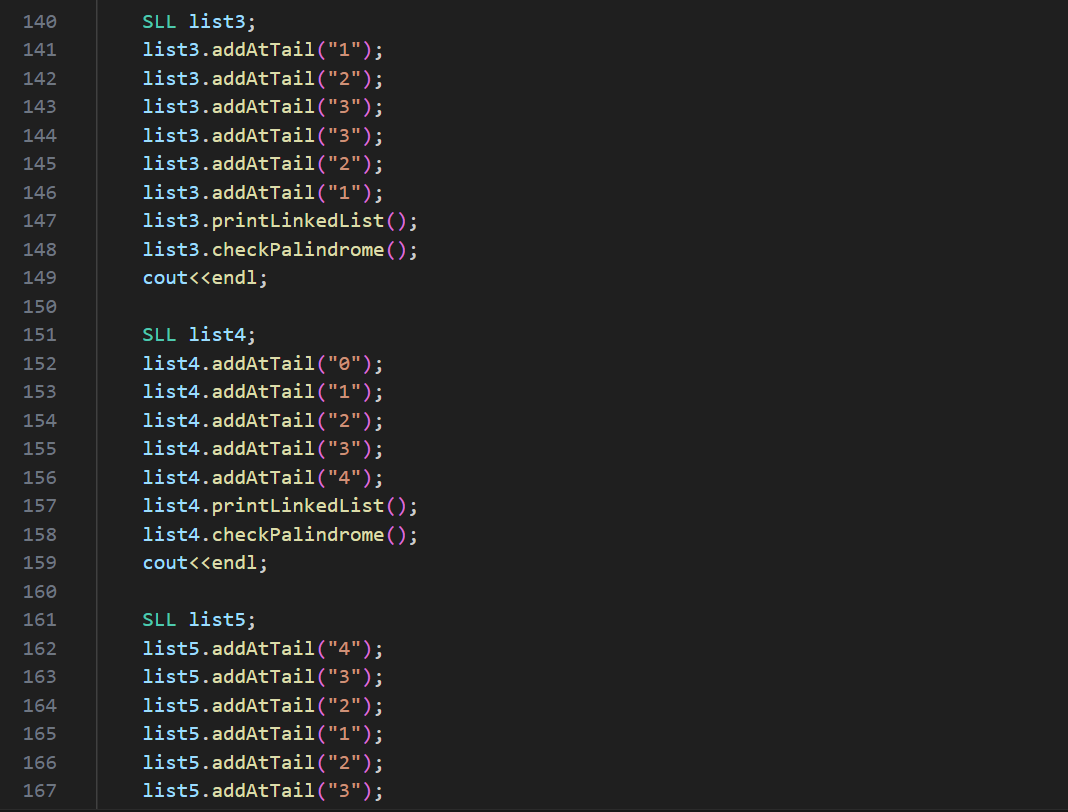 140 SLL list3;
141 list3.addAtTail("1");
142 list3.addAtTail("2");
143 list3.addAtTail("3");
144 list3.addAtTail("3");
145 list3.addAtTail("2");
146 list3.addAtTail("1");
147 list3.printLinkedList();
148 list3.checkPalindrome();
149 cout<<endl;
150
151 SLL list4;
152 list4.addAtTail("0");
153 list4.addAtTail("1");
154 list4.addAtTail("2");
155 list4.addAtTail("3");
156 list4.addAtTail("4");
157 list4.printLinkedList();
158 list4.checkPalindrome();
159 cout<<endl;
160
161 SLL list5;
162 list5.addAtTail("4");
163 list5.addAtTail("3");
164 list5.addAtTail("2");
165 list5.addAtTail("1");
166 list5.addAtTail("2");
167 list5.addAtTail("3");